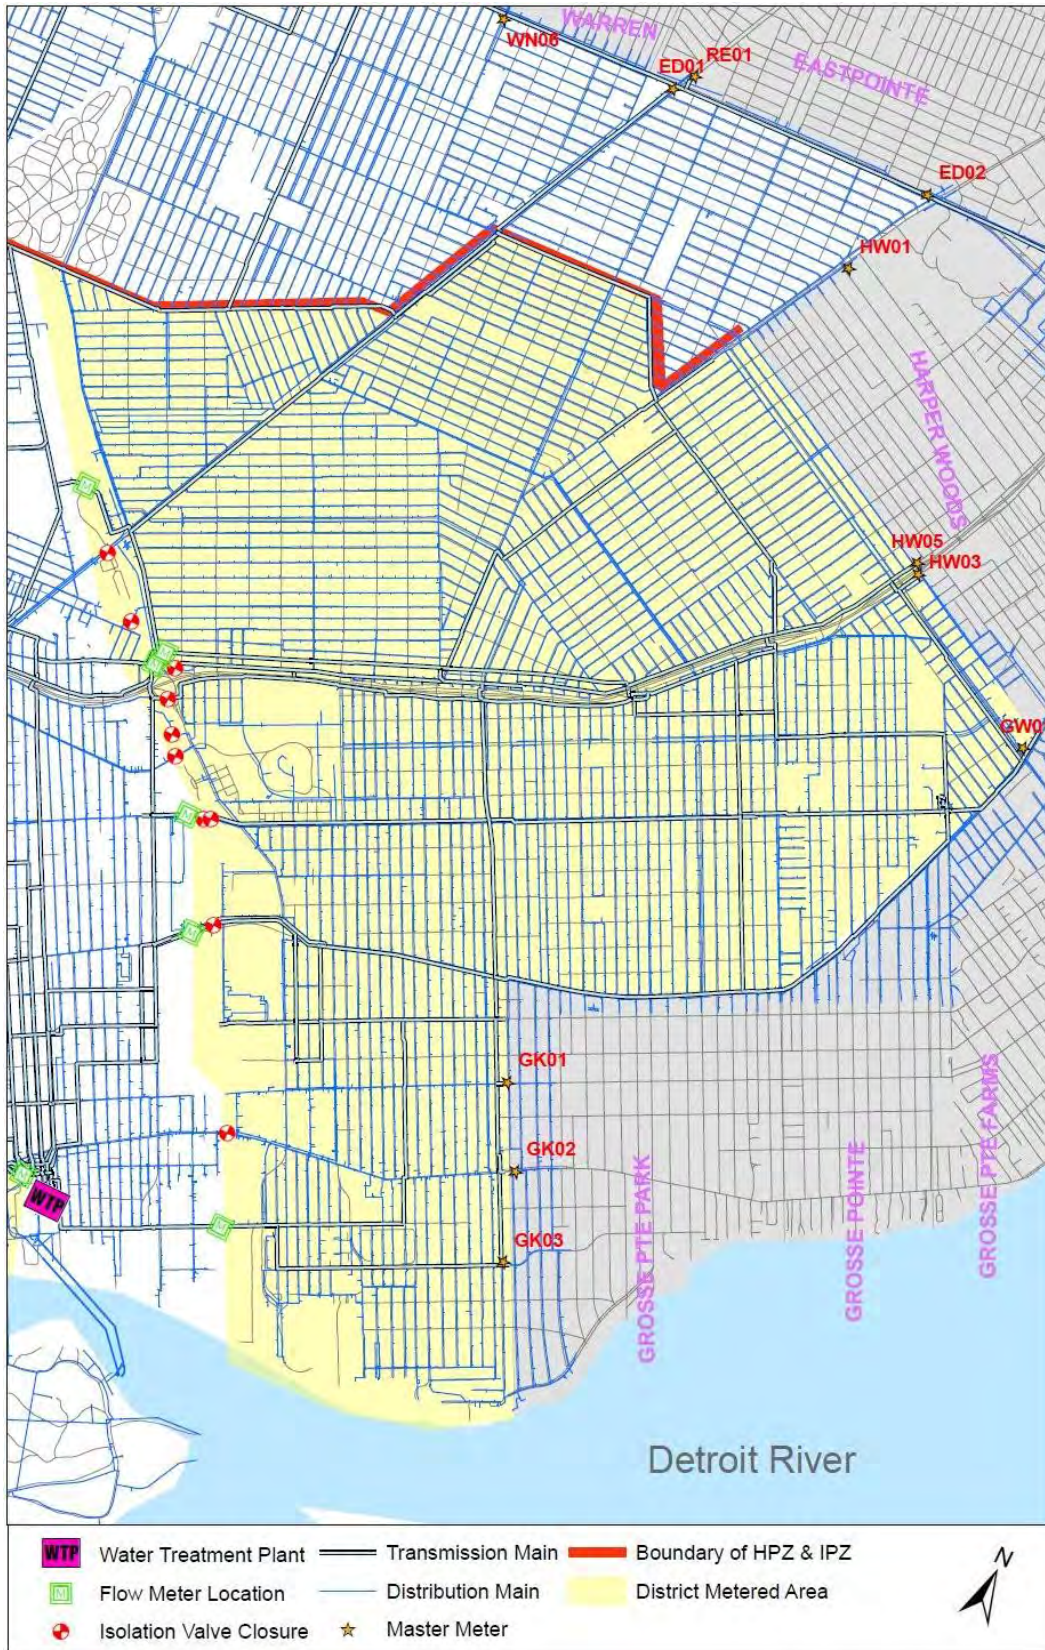 WARREN
WN06
RE01
ED01
EASTPOINTE
ED02
HW01
HARPER WOODS
HW05
HW03
GK01
GK02
GK03
GROSSE PTE PARK
GROSSE POINTE
GROSSE PTE FARMS
WTP
Detroit River
WTP Water Treatment Plant Transmission Main Boundary of HPZ & IPZ
M Flow Meter Location Distribution Main District Metered Area
Isolation Valve Closure Master Meter
N